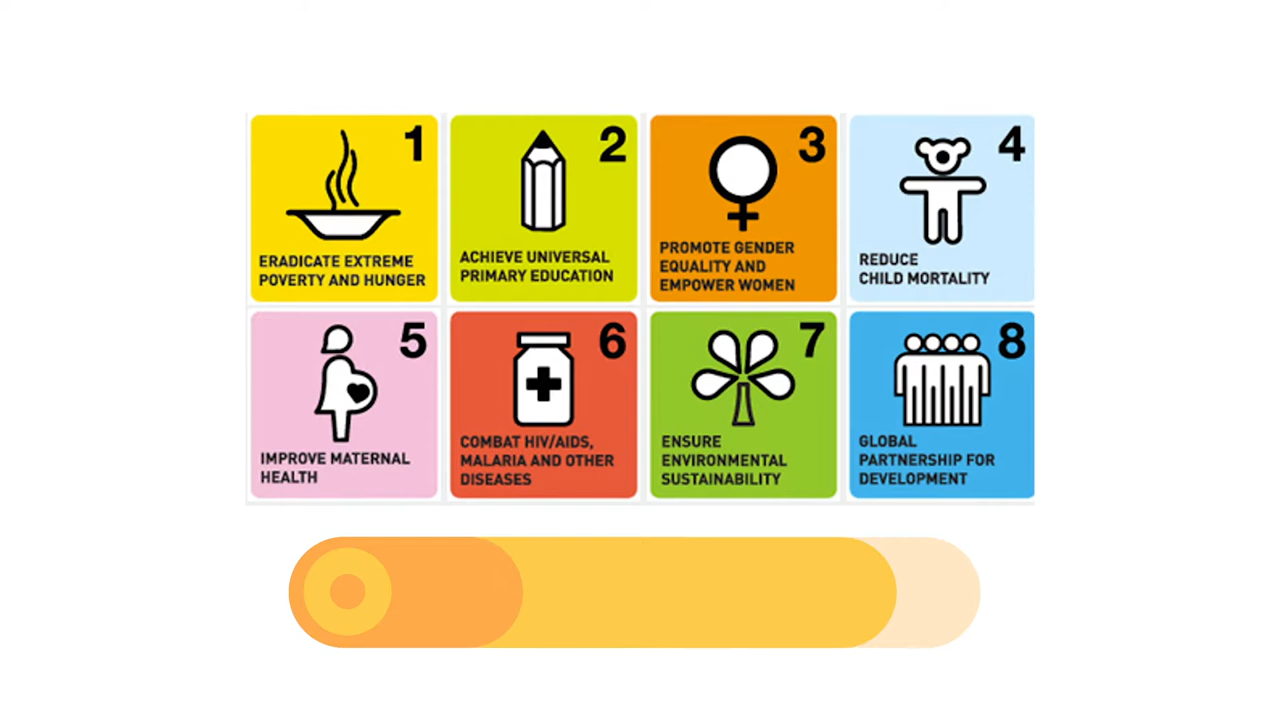 1
ERADICATE EXTREME
POVERTY AND HUNGER
2
ACHIEVE UNIVERSAL
PRIMARY EDUCATION
3
PROMOTE GENDER
EQUALITY AND
EMPOWER WOMEN
4
REDUCE
CHILD MORTALITY
5
IMPROVE MATERNAL
HEALTH
6
COMBAT HIV/AIDS,
MALARIA AND OTHER
DISEASES
7
ENSURE
ENVIRONMENTAL
SUSTAINABILITY
8
GLOBAL
PARTNERSHIP FOR
DEVELOPMENT